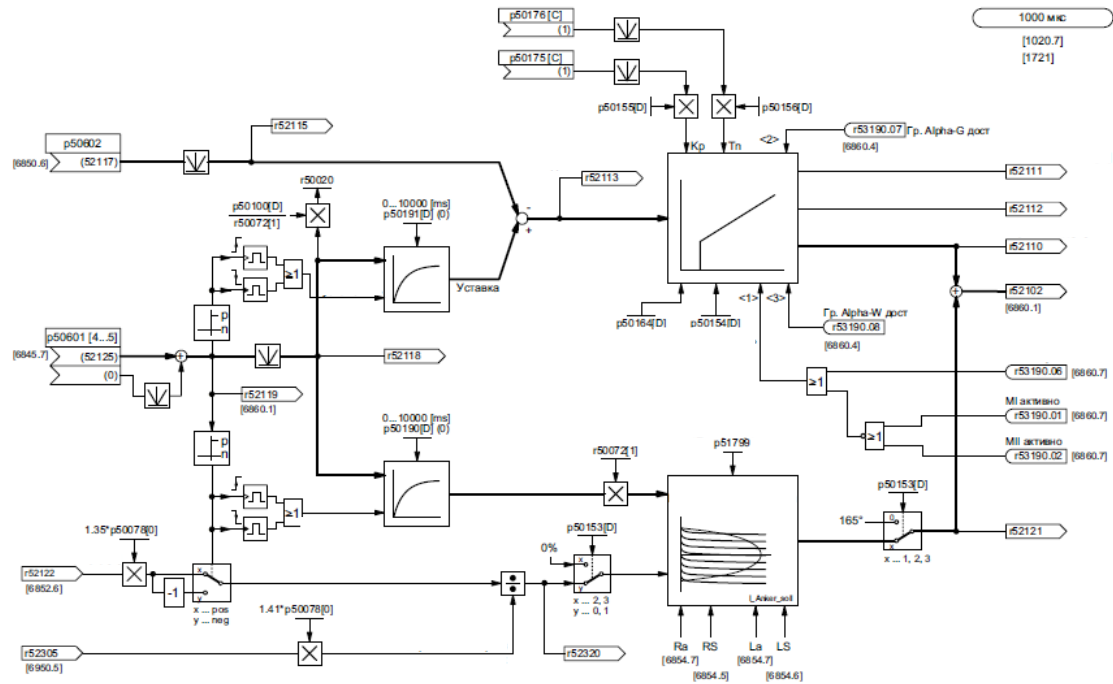 p50176 [C]
(1)
1000 мкс
[1020.7]
[1721]
p50175 [C]
(1)
p50155[D]
p50156[D]
r52115
p50602
(52117)
[6850.6]
Kp
Tn
<2>
r53190.07
Гр. Alpha-G дост
[6860.4]
r50020
r52113
r52111
p50100[D]
r50072[1]
0...10000 [ms]
p50191[D] (0)
-
+
r52112
r52110
≥1
Уставка
r52102
[6860.1]
<1>
<3>
p50164[D]
p50154[D]
Гр. Alpha-W дост
r53190.08
[6860.4]
p
n
p50601 [4...5]
(52125)
(0)
[6845.7]
+
r52118
r52119
[6860.1]
≥1
r53190.06
[6860.7]
MI активно
r53190.01
[6860.7]
≥1
MII активно
r53190.02
[6860.7]
p
n
0...10000 [ms]
p50190[D] (0)
r50072[1]
p51799
≥1
p50153[D]
165°
0
x
x ... 1, 2, 3
r52121
1.35*p50078[0]
p50153[D]
0%
x
y
x ... 2, 3
y ... 0, 1
r52122
[6852.6]
-1
x
y
x ... pos
y ... neg
÷
I_Anker_soll
1.41*p50078[0]
r52305
[6950.5]
r52320
Ra
RS
La
LS
[6854.7]
[6854.5]
[6854.7]
[6854.6]